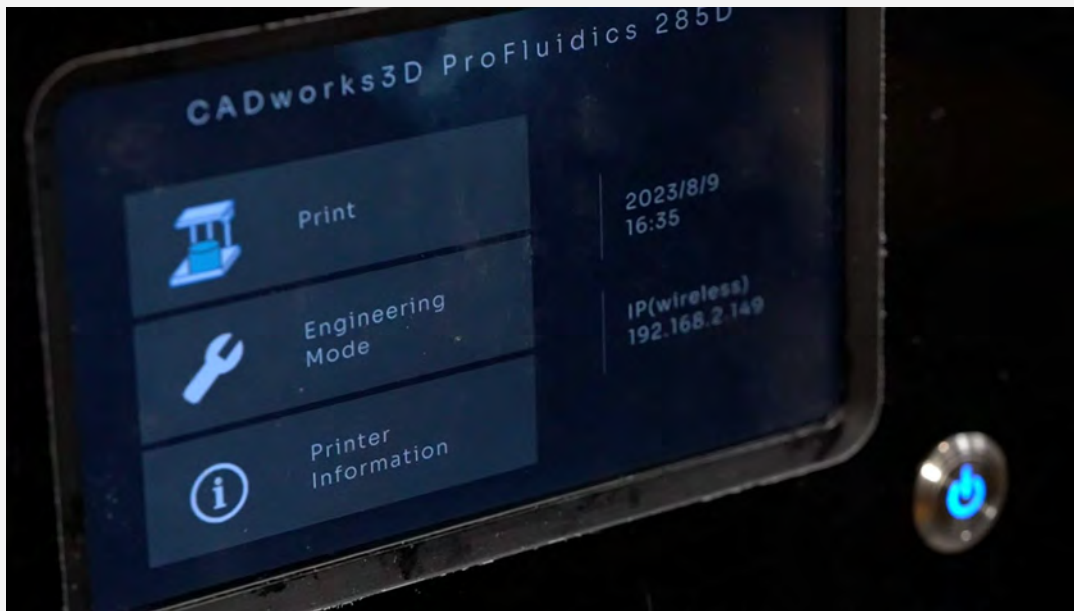 CADworks3D ProFluidics 285D
Print
Engineering
Mode
Printer
Information
2023/8/9
16:35
IP(wireless)
192.168.2.149